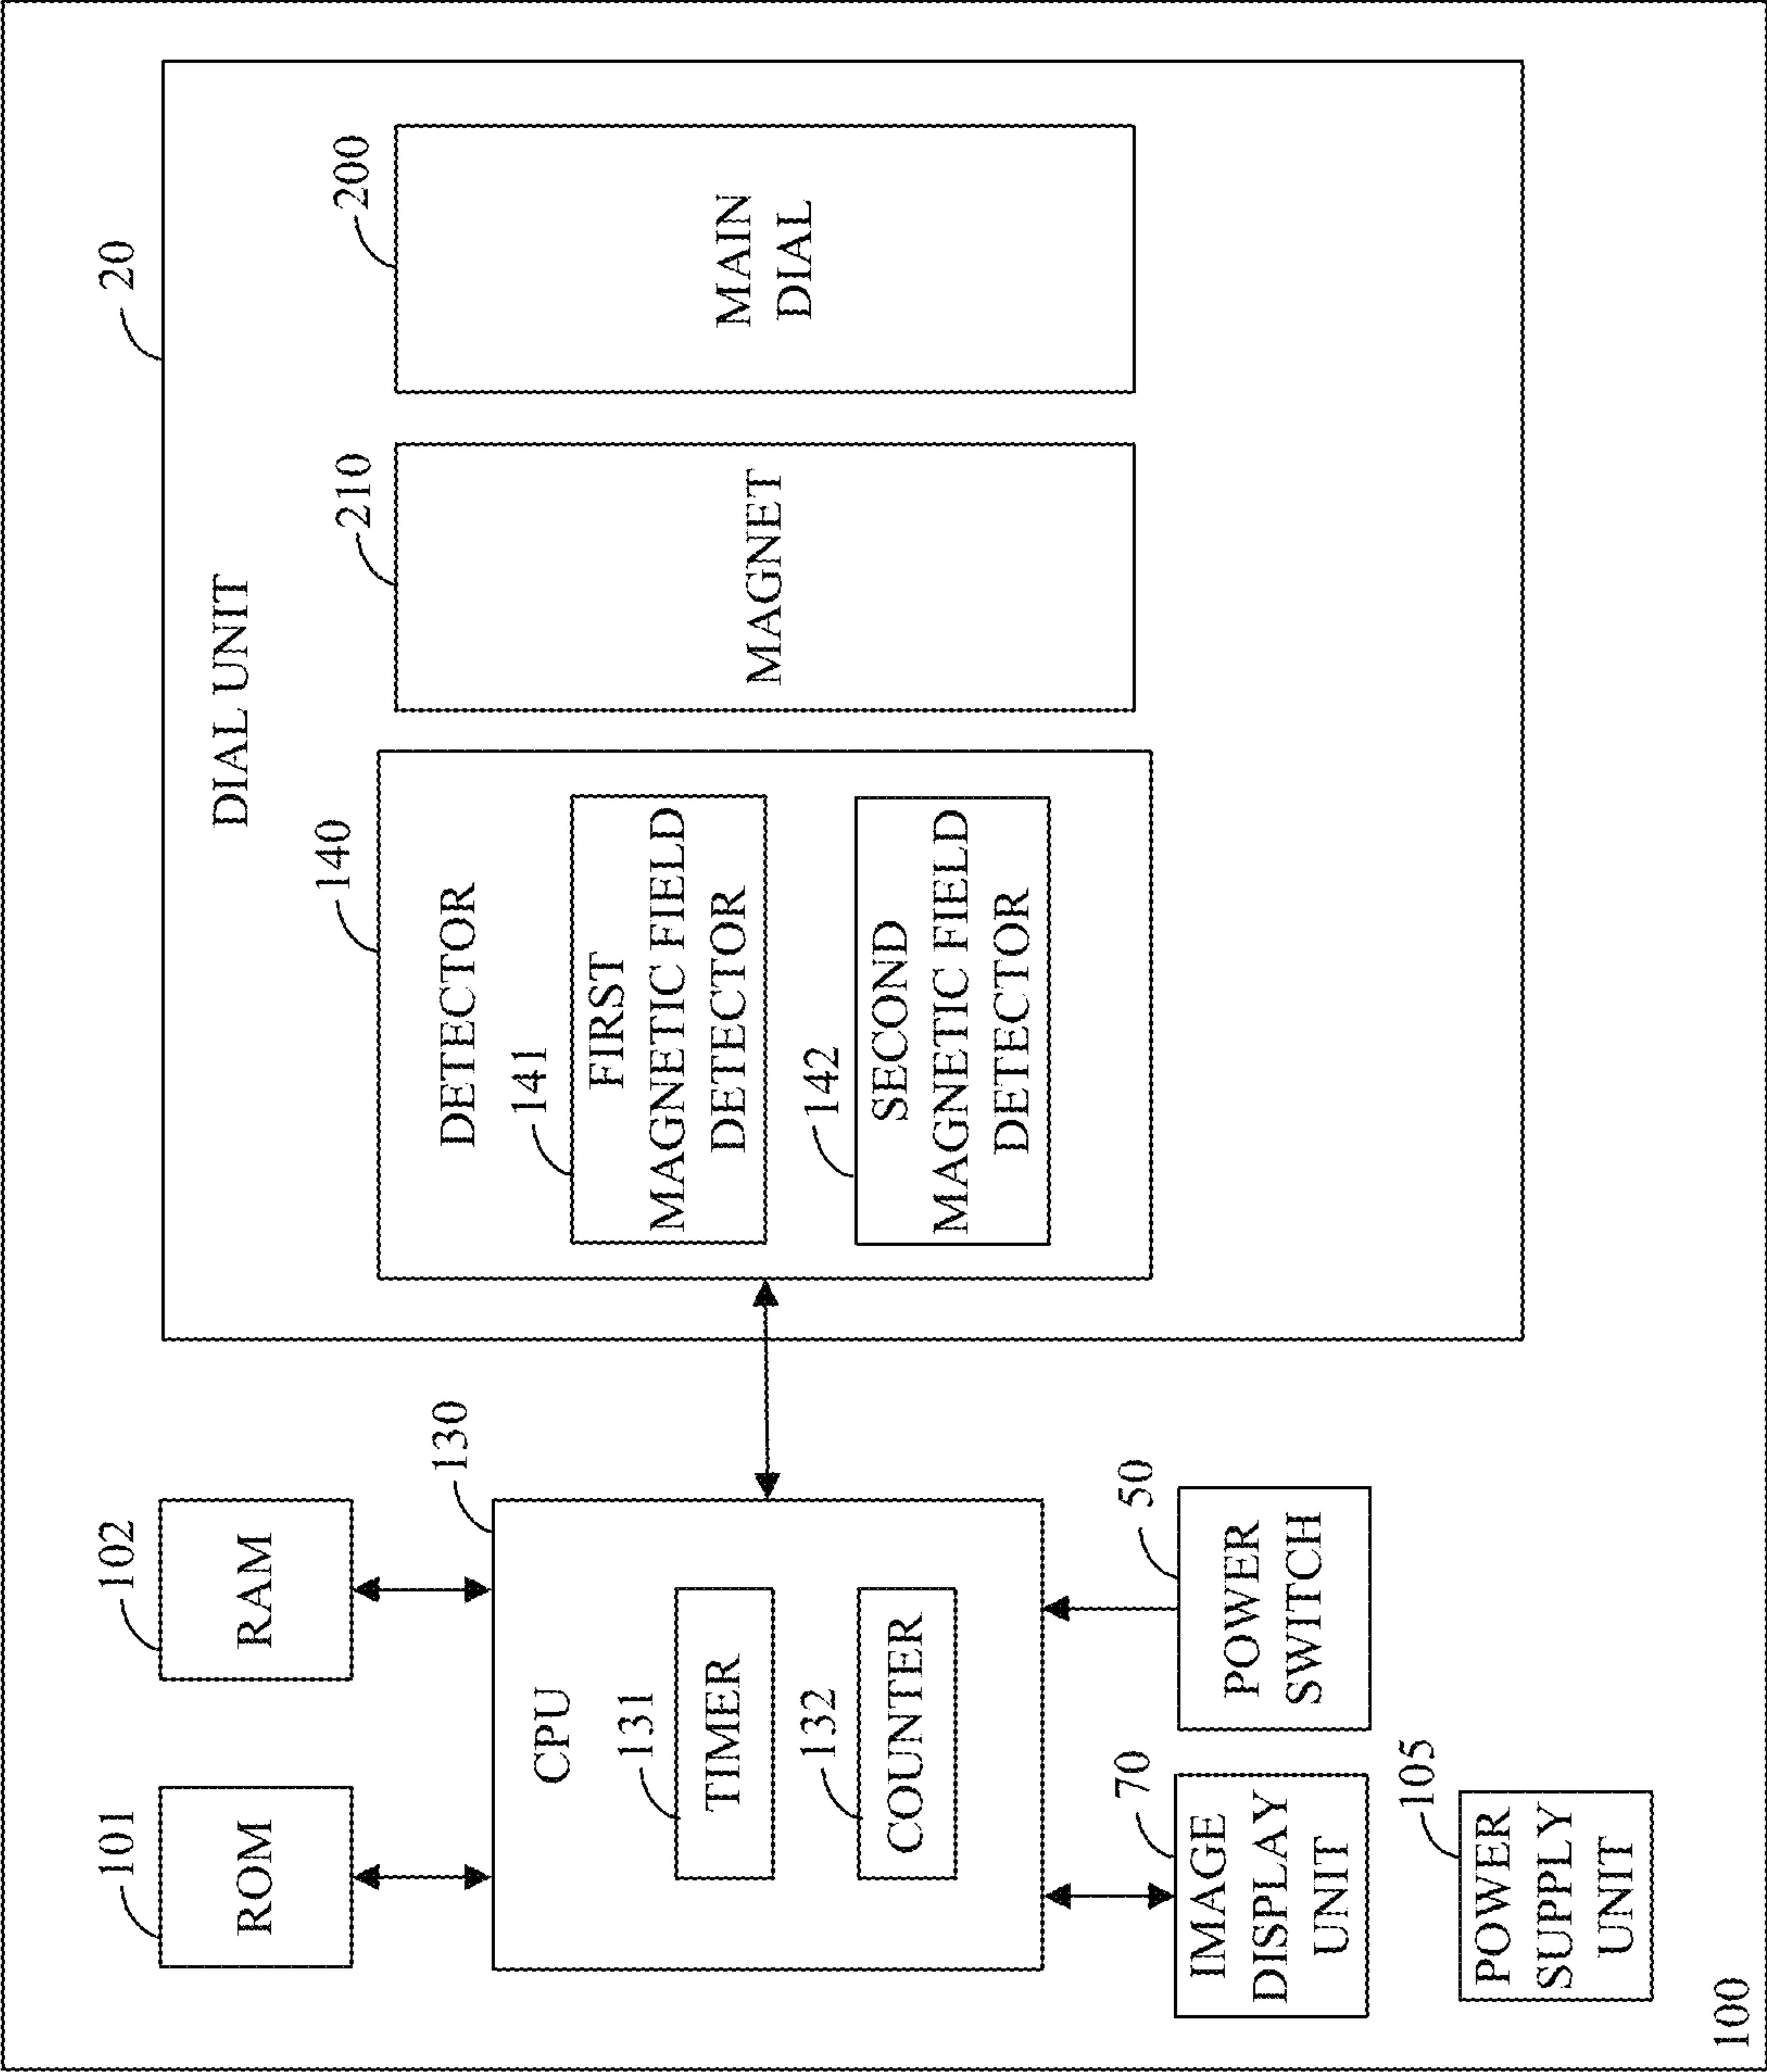 20
DIAL UNIT
101
ROM
102
RAM
130
CPU
131
TIMER
132
COUNTER
140
DETECTOR
141
FIRST
MAGNETIC FIELD
DETECTOR
142
SECOND
MAGNETIC FIELD
DETECTOR
210
MAGNET
200
MAIN
DIAL
70
IMAGE
DISPLAY
UNIT
50
POWER
SWITCH
105
POWER
SUPPLY
UNIT
100